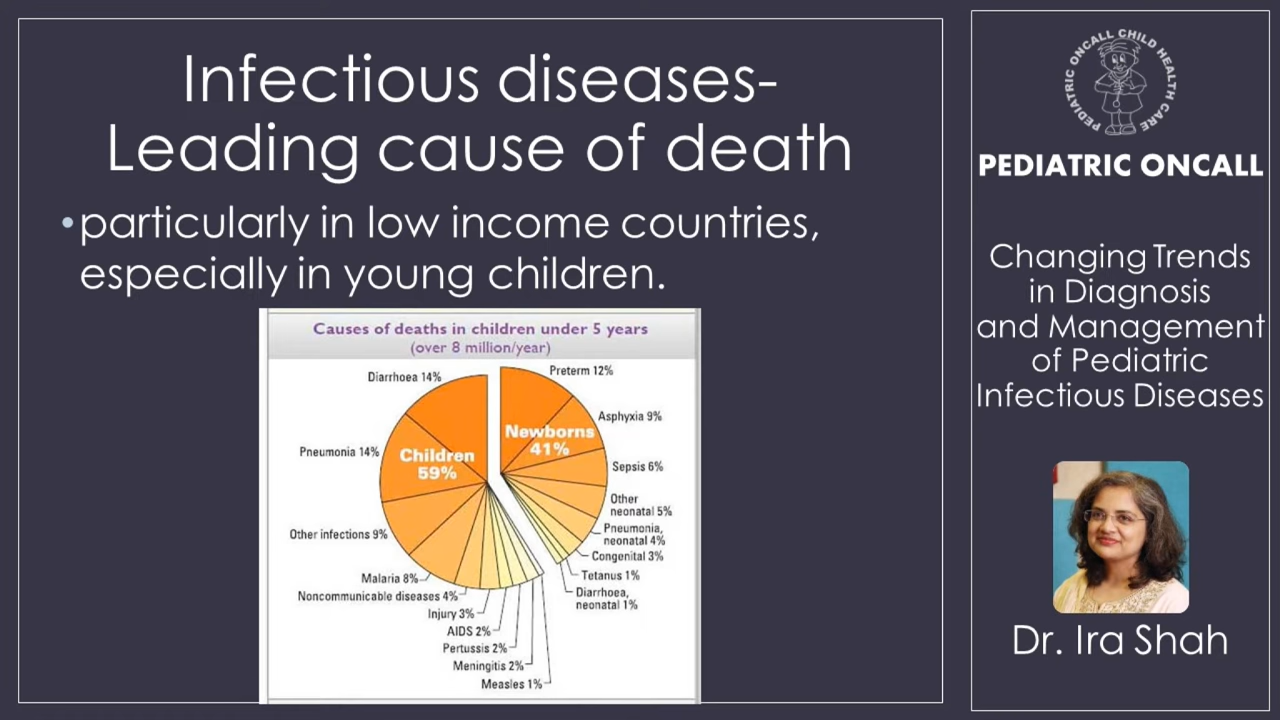 Infectious diseases-
Leading cause of death
•particularly in low income countries,
especially in young children.
Causes of deaths in children under 5 years
(over 8 million/year)
Diarrhoea 14%
Pneumonia 14%
Other infections 9%
Malaria 8%
Noncommunicable diseases 4%
Injury 3%
AIDS 2%
Pertussis 2%
Meningitis 2%
Measles 1%
Children
59%
Newborns
41%
Preterm 12%
Asphyxia 9%
Sepsis 6%
Other
neonatal 5%
Pneumonia,
neonatal 4%
Congenital 3%
Tetanus 1%
Diarrhoea,
neonatal 1%
PEDIATRIC ONCALL CHILD HEALTH CARE
PEDIATRIC ONCALL
Changing Trends
in Diagnosis
and Management
of Pediatric
Infectious Diseases
Dr. Ira Shah